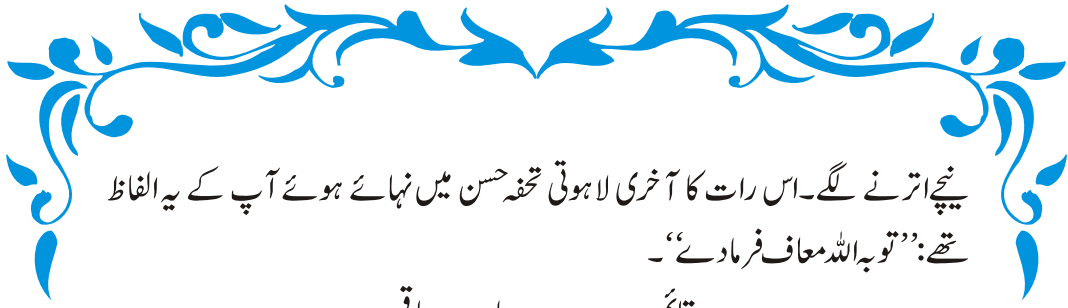 نیچے اترنے لگے۔ اس رات کا آخری لاہوتی تحفہ حسن میں نہائے ہوئے آپ کے یہ الفاظ
تھے: ’’توبہ اللہ معاف فرمادے‘‘۔